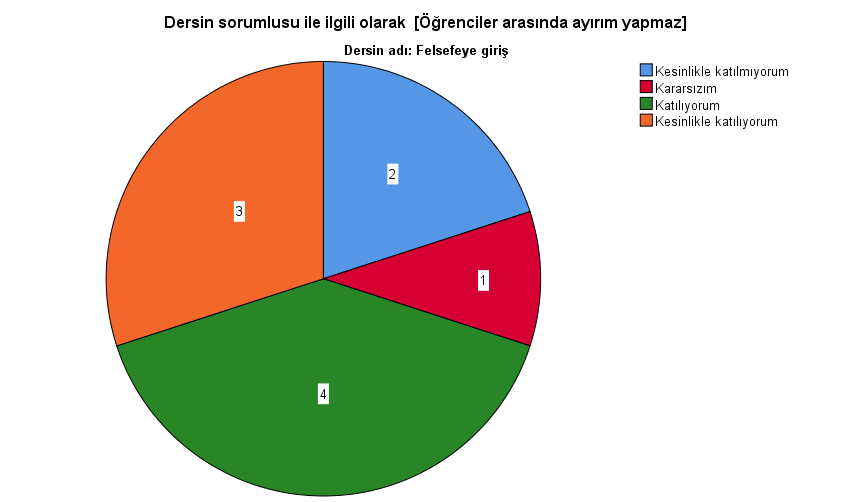 Dersin sorumlusu ile ilgili olarak  [Öğrenciler arasında ayırım yapmaz]
Dersin adı: Felsefeye giriş
Kesinlikle katılmıyorum
Kararsızım
Katılıyorum
Kesinlikle katılıyorum
2
3
1
4